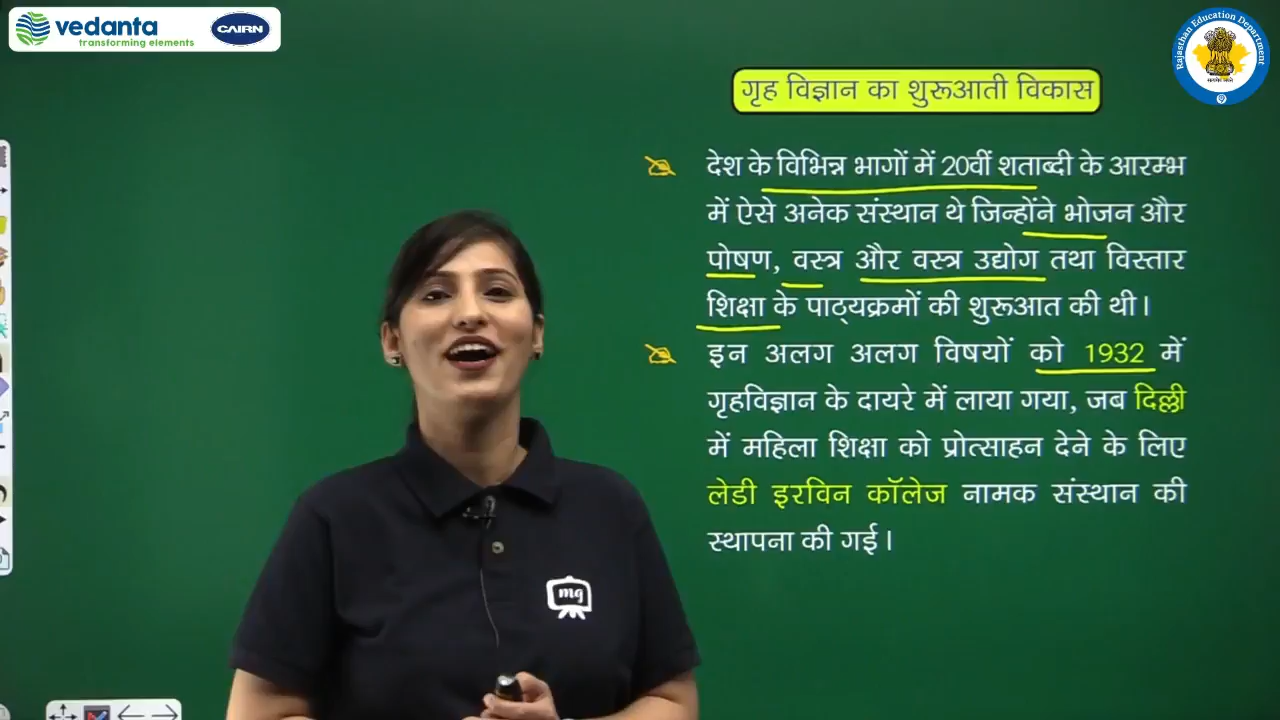 vedanta
transforming elements
CAIRN
Rajasthan Education Department
गृह विज्ञान का शुरूआती विकास
देश के विभिन्न भागों में 20वीं शताब्दी के आरम्भ
में ऐसे अनेक संस्थान थे जिन्होंने भोजन और
पोषण, वस्त्र और वस्त्र उद्योग तथा विस्तार
शिक्षा के पाठ्यक्रमों की शुरूआत की थी।
इन अलग अलग विषयों को 1932 में
गृहविज्ञान के दायरे में लाया गया, जब दिल्ली
में महिला शिक्षा को प्रोत्साहन देने के लिए
लेडी इरविन कॉलेज नामक संस्थान की
स्थापना की गई।
mg